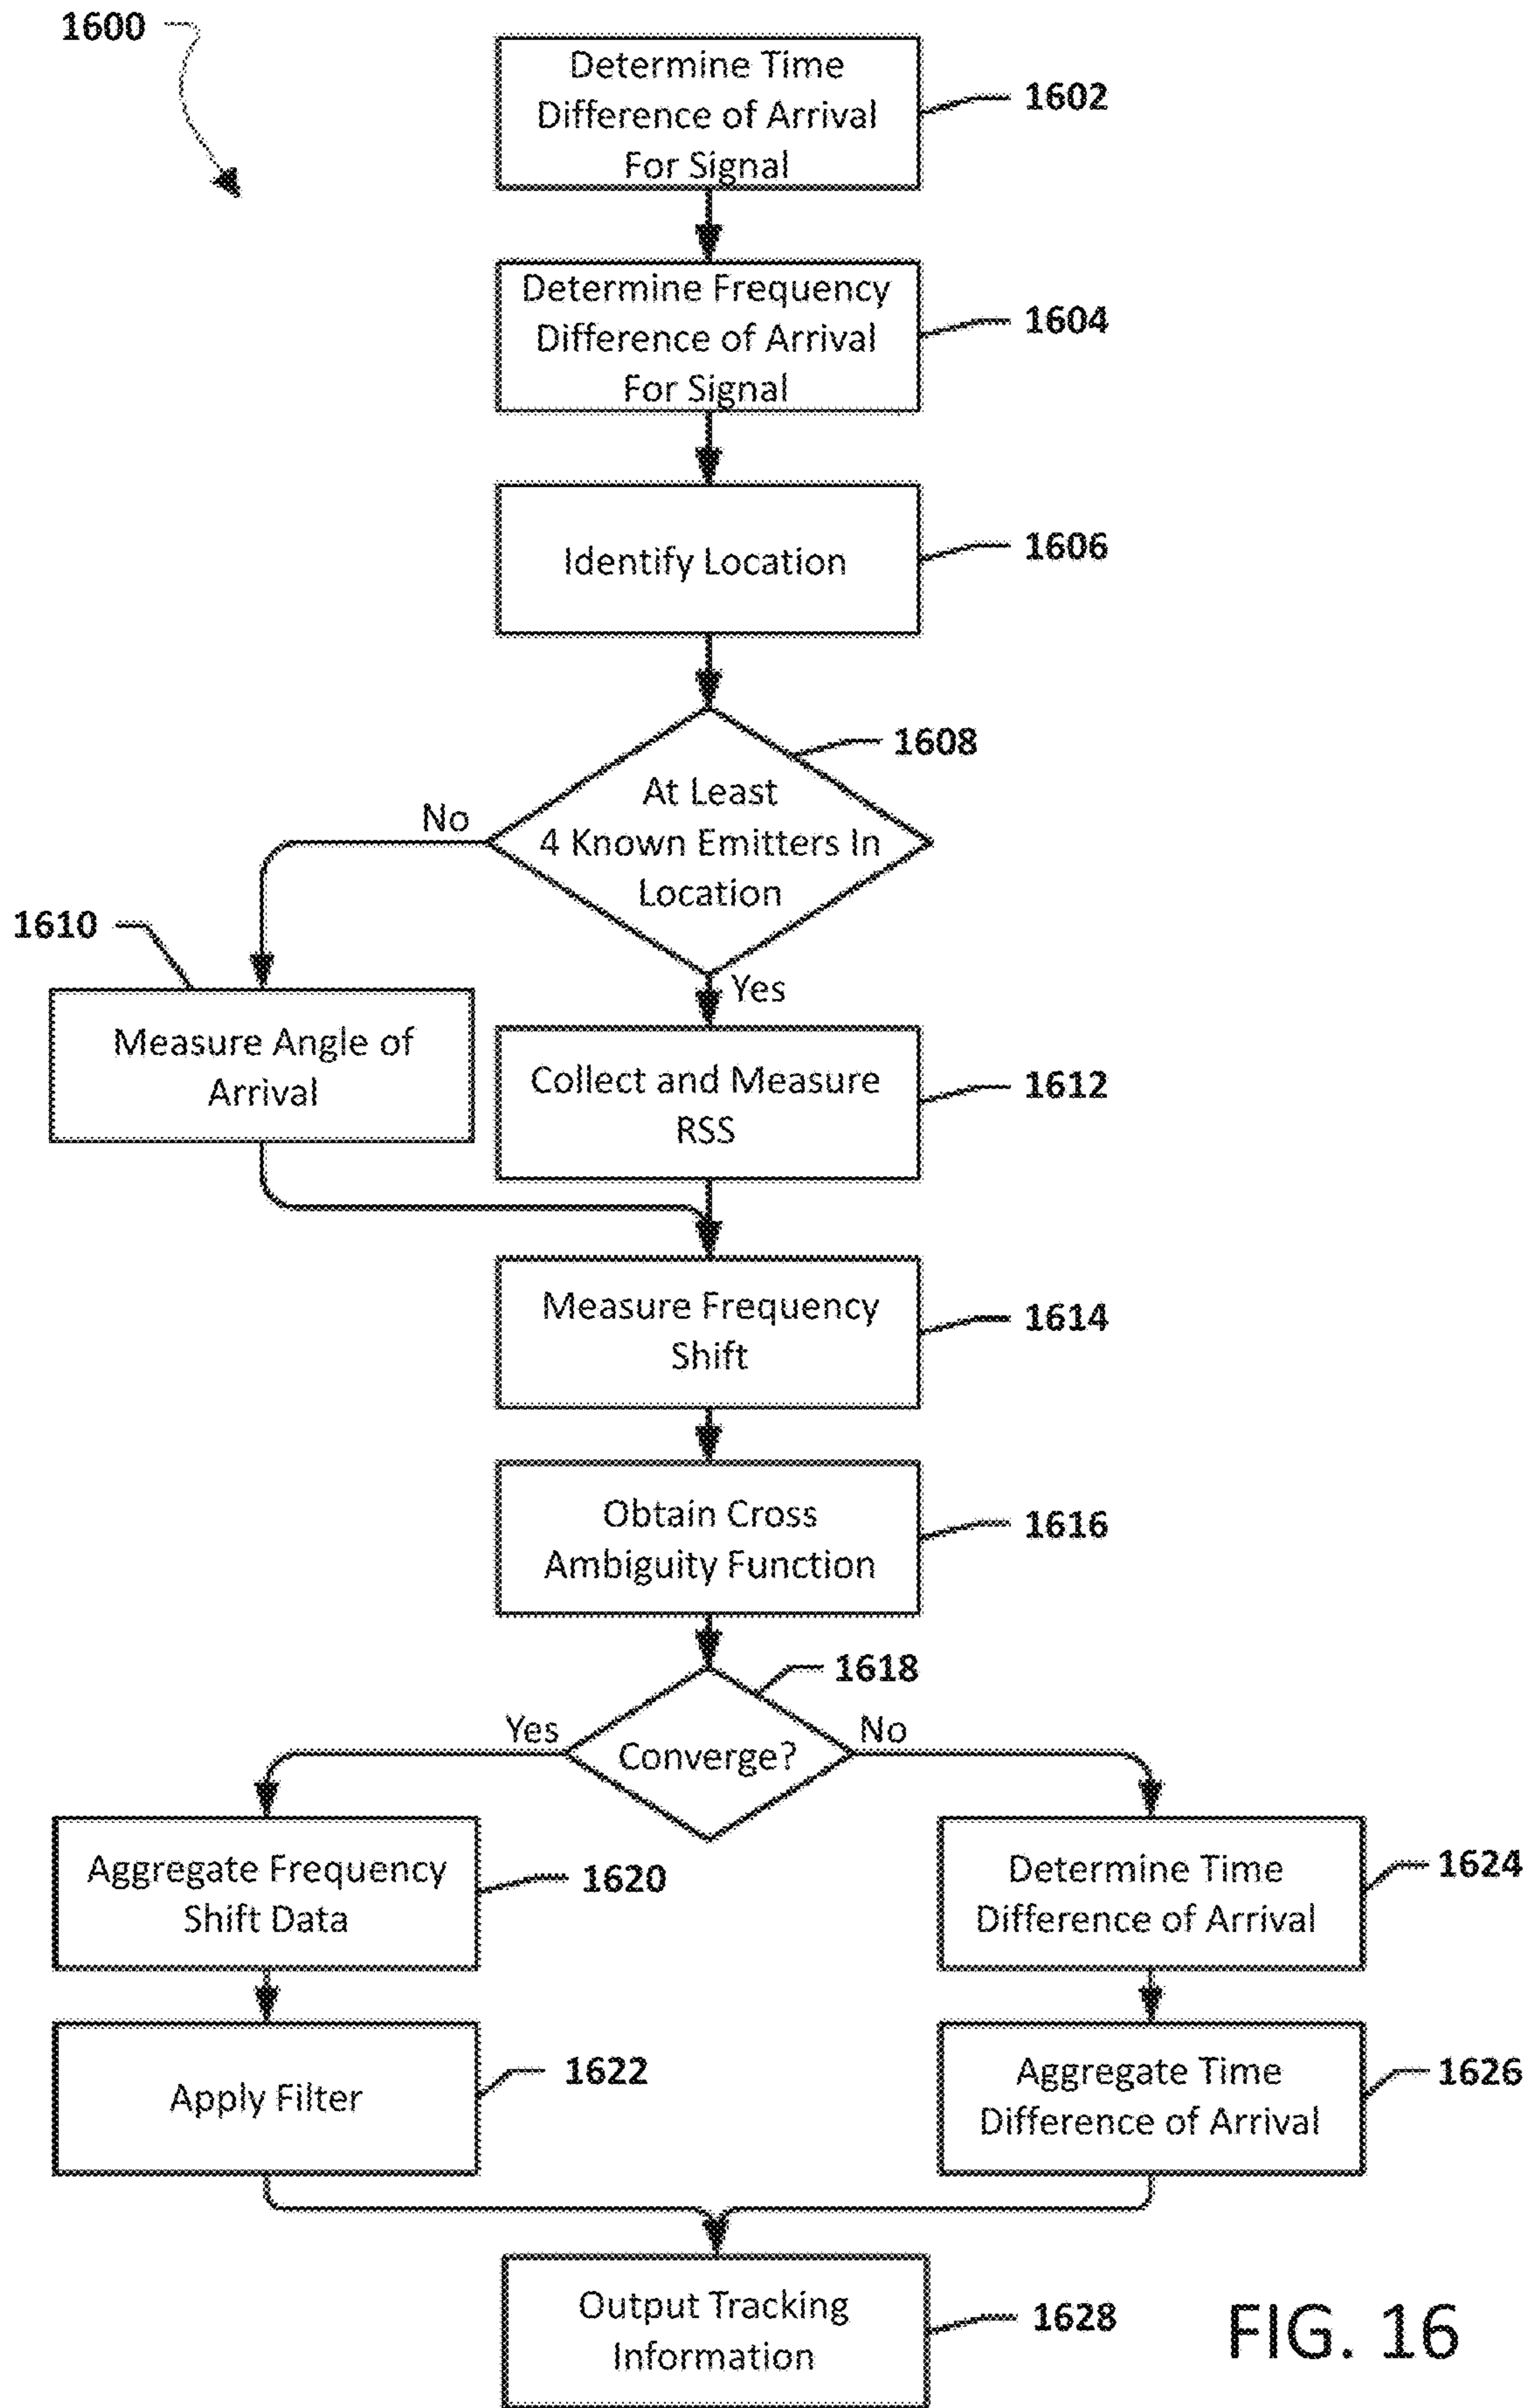 1600
Determine Time
Difference of Arrival
For Signal
1602
Determine Frequency
Difference of Arrival
For Signal
1604
Identify Location
1606
1608
At Least
4 Known Emitters In
Location
No
Yes
1610
Measure Angle of
Arrival
Collect and Measure
RSS
1612
Measure Frequency
Shift
1614
Obtain Cross
Ambiguity Function
1616
1618
Converge?
Yes
No
Aggregate Frequency
Shift Data
1620
Determine Time
Difference of Arrival
1624
Apply Filter
1622
Aggregate Time
Difference of Arrival
1626
Output Tracking
Information
1628
FIG. 16